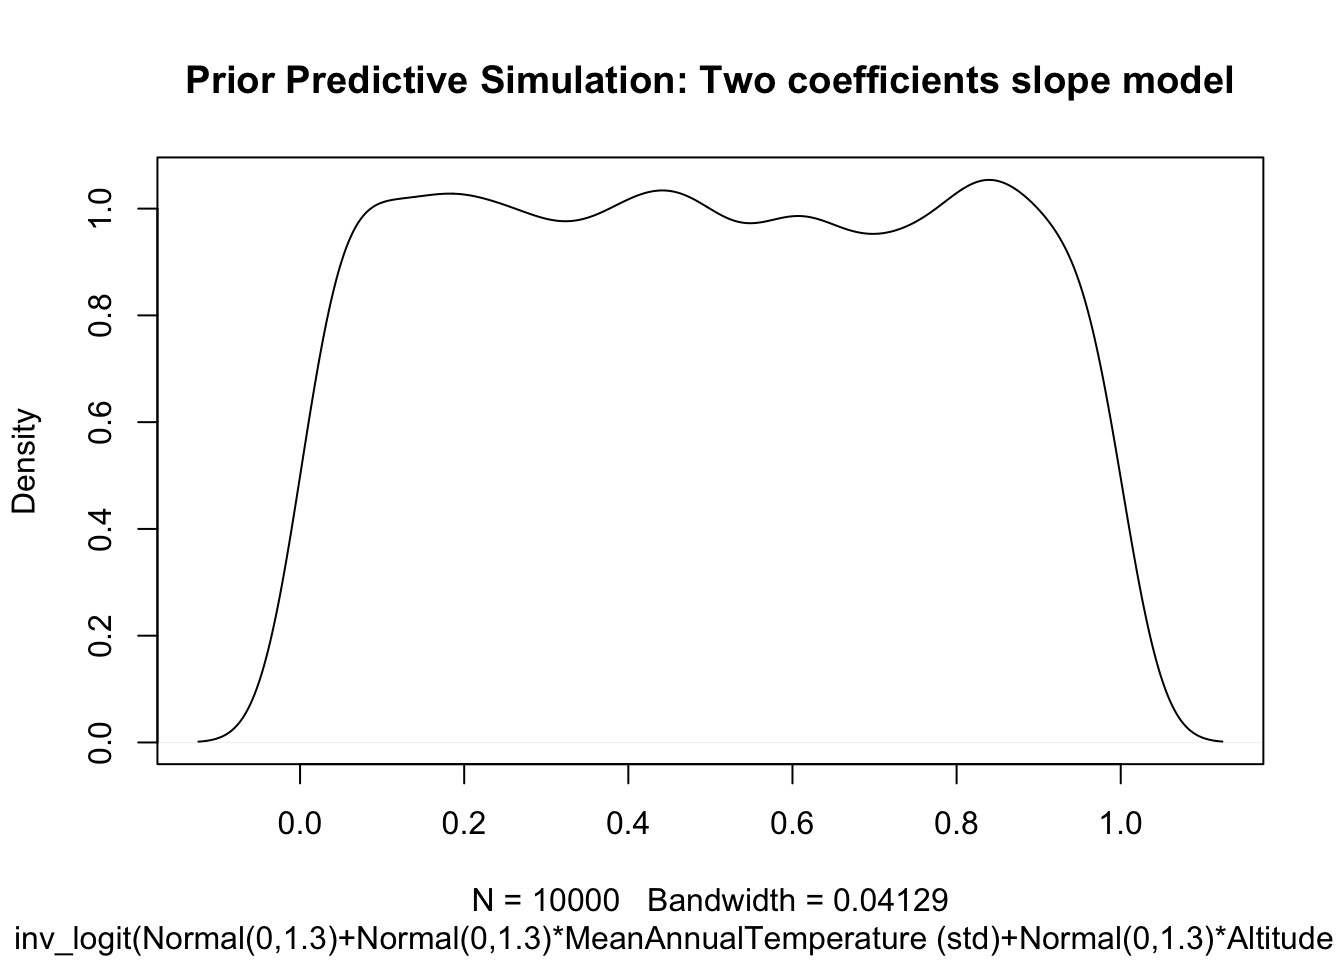 Prior Predictive Simulation: Two coefficients slope model
1.0
0.8
0.6
0.4
0.2
0.0
Density
0.0 0.2 0.4 0.6 0.8 1.0
N = 10000 Bandwidth = 0.04129
inv_logit(Normal(0,1.3)+Normal(0,1.3)*MeanAnnualTemperature (std)+Normal(0,1.3)*Altitude